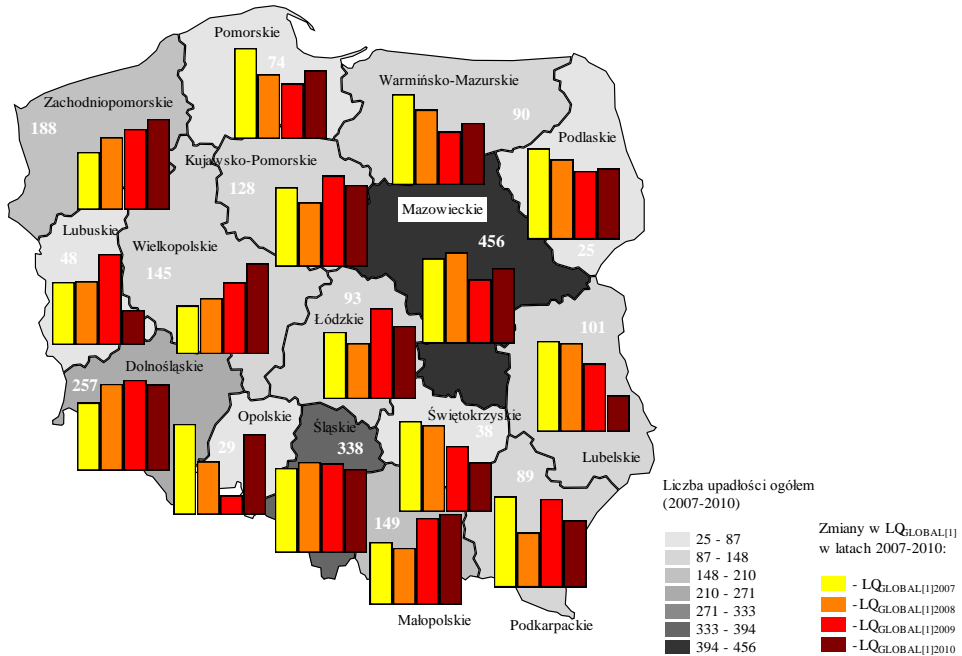 Pomorskie
74
Warmińsko-Mazurskie
90
Zachodniopomorskie
188
Podlaskie
25
Kujawsko-Pomorskie
128
Mazowieckie
456
Lubuskie
48
Wielkopolskie
145
93
Łódzkie
101
Lubelskie
Dolnośląskie
257
Opolskie
29
Śląskie
338
Świętokrzyskie
38
89
Podkarpackie
149
Małopolskie
Liczba upadłości ogółem
(2007-2010)
25 - 87
87 - 148
148 - 210
210 - 271
271 - 333
333 - 394
394 - 456
Zmiany w LQGLOBAL[1]
w latach 2007-2010:
- LQGLOBAL[1]2007
- LQGLOBAL[1]2008
- LQGLOBAL[1]2009
- LQGLOBAL[1]2010